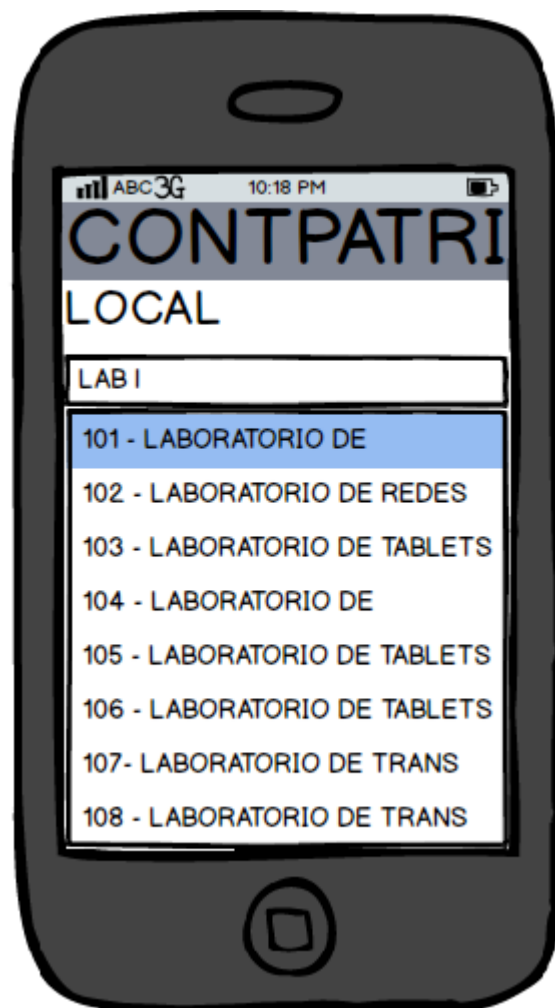 ABC 3G 10:18 PM
CONTPATRI
LOCAL
LAB I
101 - LABORATORIO DE
102 - LABORATORIO DE REDES
103 - LABORATORIO DE TABLETS
104 - LABORATORIO DE
105 - LABORATORIO DE TABLETS
106 - LABORATORIO DE TABLETS
107- LABORATORIO DE TRANS
108 - LABORATORIO DE TRANS